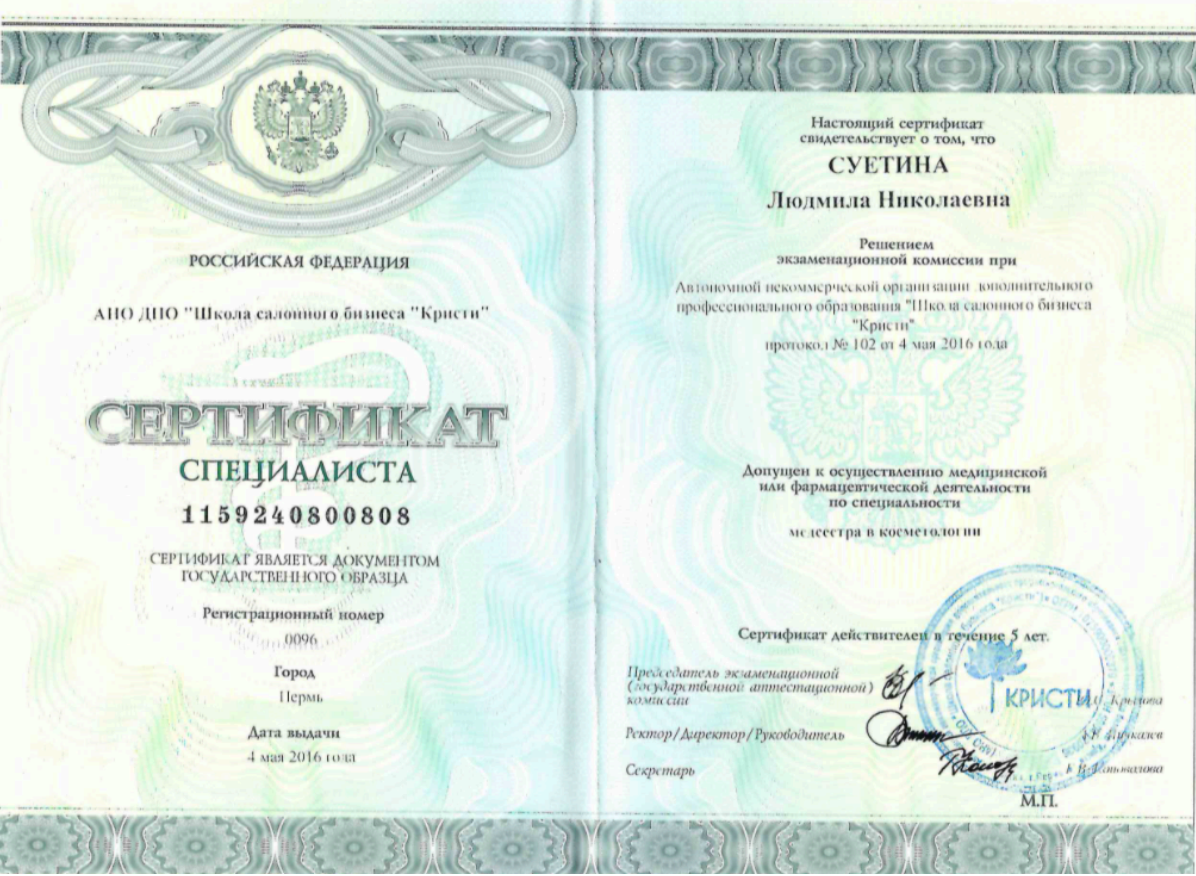 РОССИЙСКАЯ ФЕДЕРАЦИЯ
АНО ДПО "Школа салонного бизнеса "Кристи"
СЕРТИФИКАТ
СПЕЦИАЛИСТА
1159240800808
СЕРТИФИКАТ ЯВЛЯЕТСЯ ДОКУМЕНТОМ
ГОСУДАРСТВЕННОГО ОБРАЗЦА
Регистрационный номер
0096
Город
Пермь
Дата выдачи
4 мая 2016 года
Настоящий сертификат
свидетельствует о том, что
СУЕТИНА
Людмила Николаевна
Решением
экзаменационной комиссии при
Автономной некоммерческой организации дополнительного
профессионального образования "Школа салонного бизнеса
"Кристи"
протокол № 102 от 4 мая 2016 года
Допущен к осуществлению медицинской
или фармацевтической деятельности
по специальности
медсестра в косметологии
Сертификат действителен в течение 5 лет.
Председатель экзаменационной
(государственной аттестационной)
комиссии
Ректор/Директор/Руководитель
Секретарь
КРИСТИ
М.П.